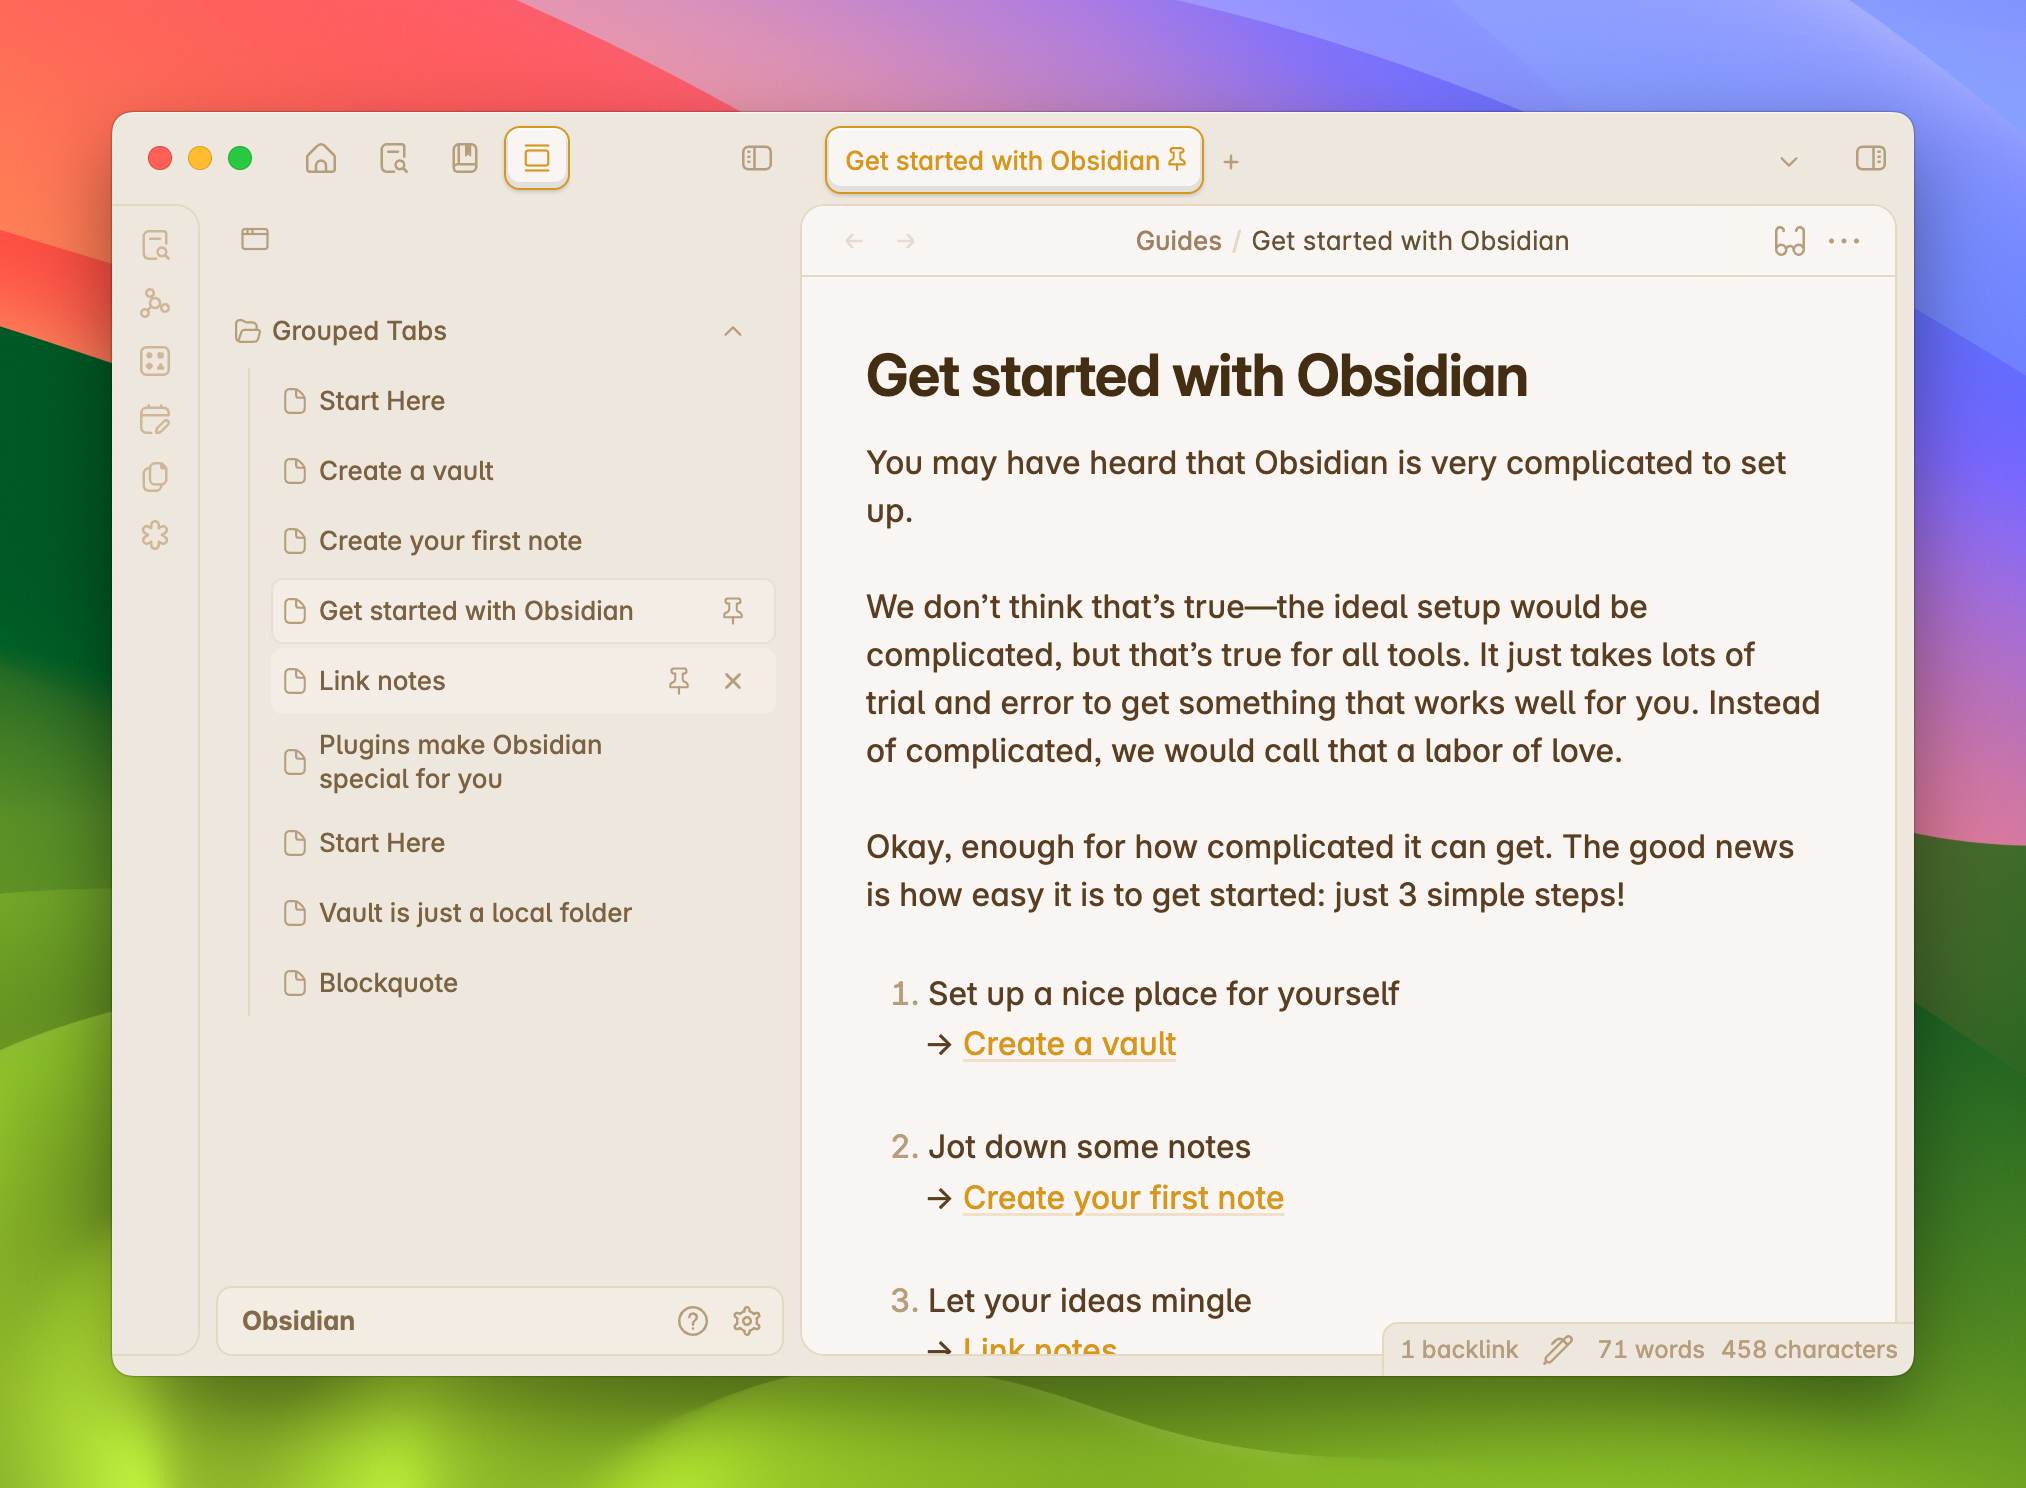 Get started with Obsidian
Grouped Tabs
Start Here
Create a vault
Create your first note
Get started with Obsidian
Link notes
Plugins make Obsidian
special for you
Start Here
Vault is just a local folder
Blockquote
Obsidian
Guides / Get started with Obsidian
Get started with Obsidian
You may have heard that Obsidian is very complicated to set
up.
We don’t think that’s true—the ideal setup would be
complicated, but that’s true for all tools. It just takes lots of
trial and error to get something that works well for you. Instead
of complicated, we would call that a labor of love.
Okay, enough for how complicated it can get. The good news
is how easy it is to get started: just 3 simple steps!
1. Set up a nice place for yourself
→ Create a vault
2. Jot down some notes
→ Create your first note
3. Let your ideas mingle
→ Link notes
1 backlink 71 words 458 characters